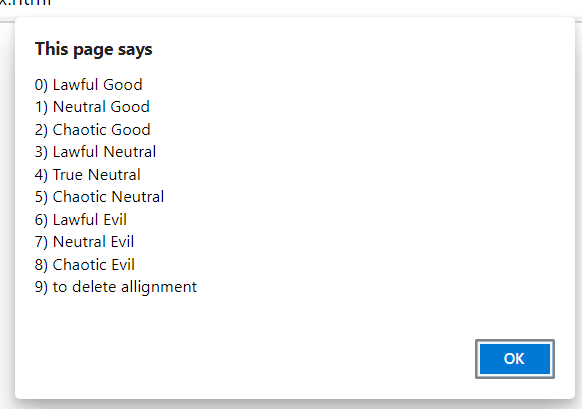 x.html
This page says
0) Lawful Good
1) Neutral Good
2) Chaotic Good
3) Lawful Neutral
4) True Neutral
5) Chaotic Neutral
6) Lawful Evil
7) Neutral Evil
8) Chaotic Evil
9) to delete allignment
OK